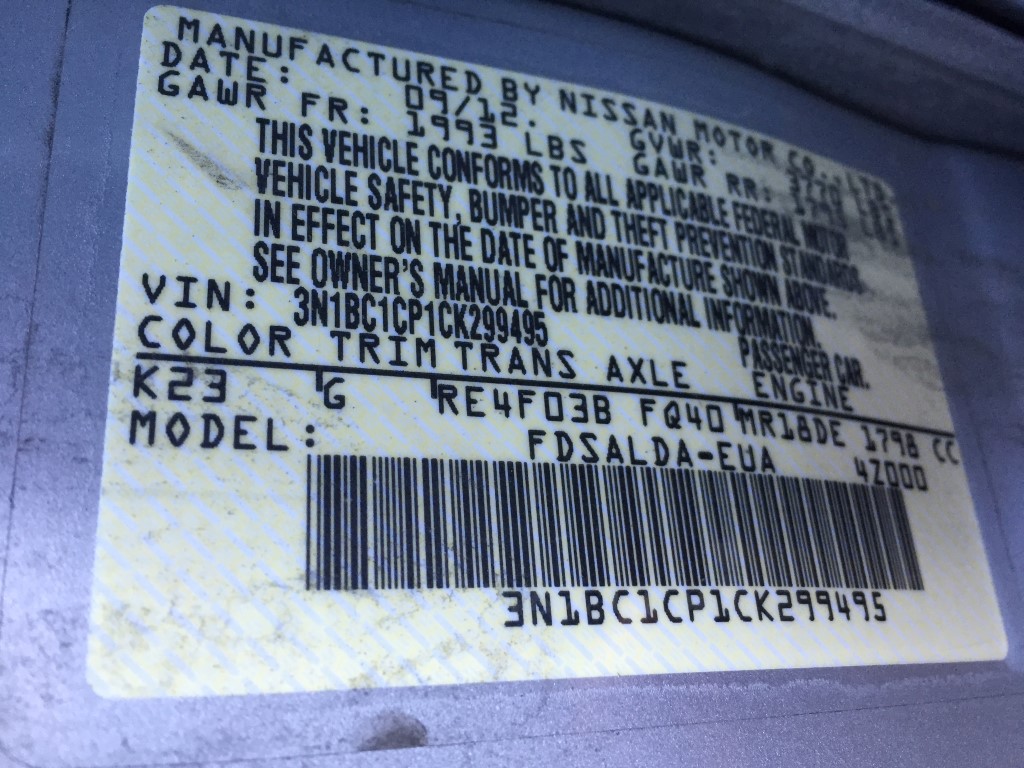 MANUFACTURED BY NISSAN MOTOR CO., LTD.
DATE: 09/12. GVWR: LBS
GAWR FR: 1993 LBS GAWR RR: LBS
THIS VEHICLE CONFORMS TO ALL APPLICABLE FEDERAL MOTOR
VEHICLE SAFETY, BUMPER AND THEFT PREVENTION STANDARDS
IN EFFECT ON THE DATE OF MANUFACTURE SHOWN ABOVE.
SEE OWNER'S MANUAL FOR ADDITIONAL INFORMATION.
VIN: 3N1BC1CP1CK299495 PASSENGER CAR.
COLOR TRIM TRANS AXLE ENGINE
K23 G RE4F03B FQ40 MR18DE 1798 CC
MODEL: FDSALDA-EUA 4Z000
3N1BC1CP1CK299495